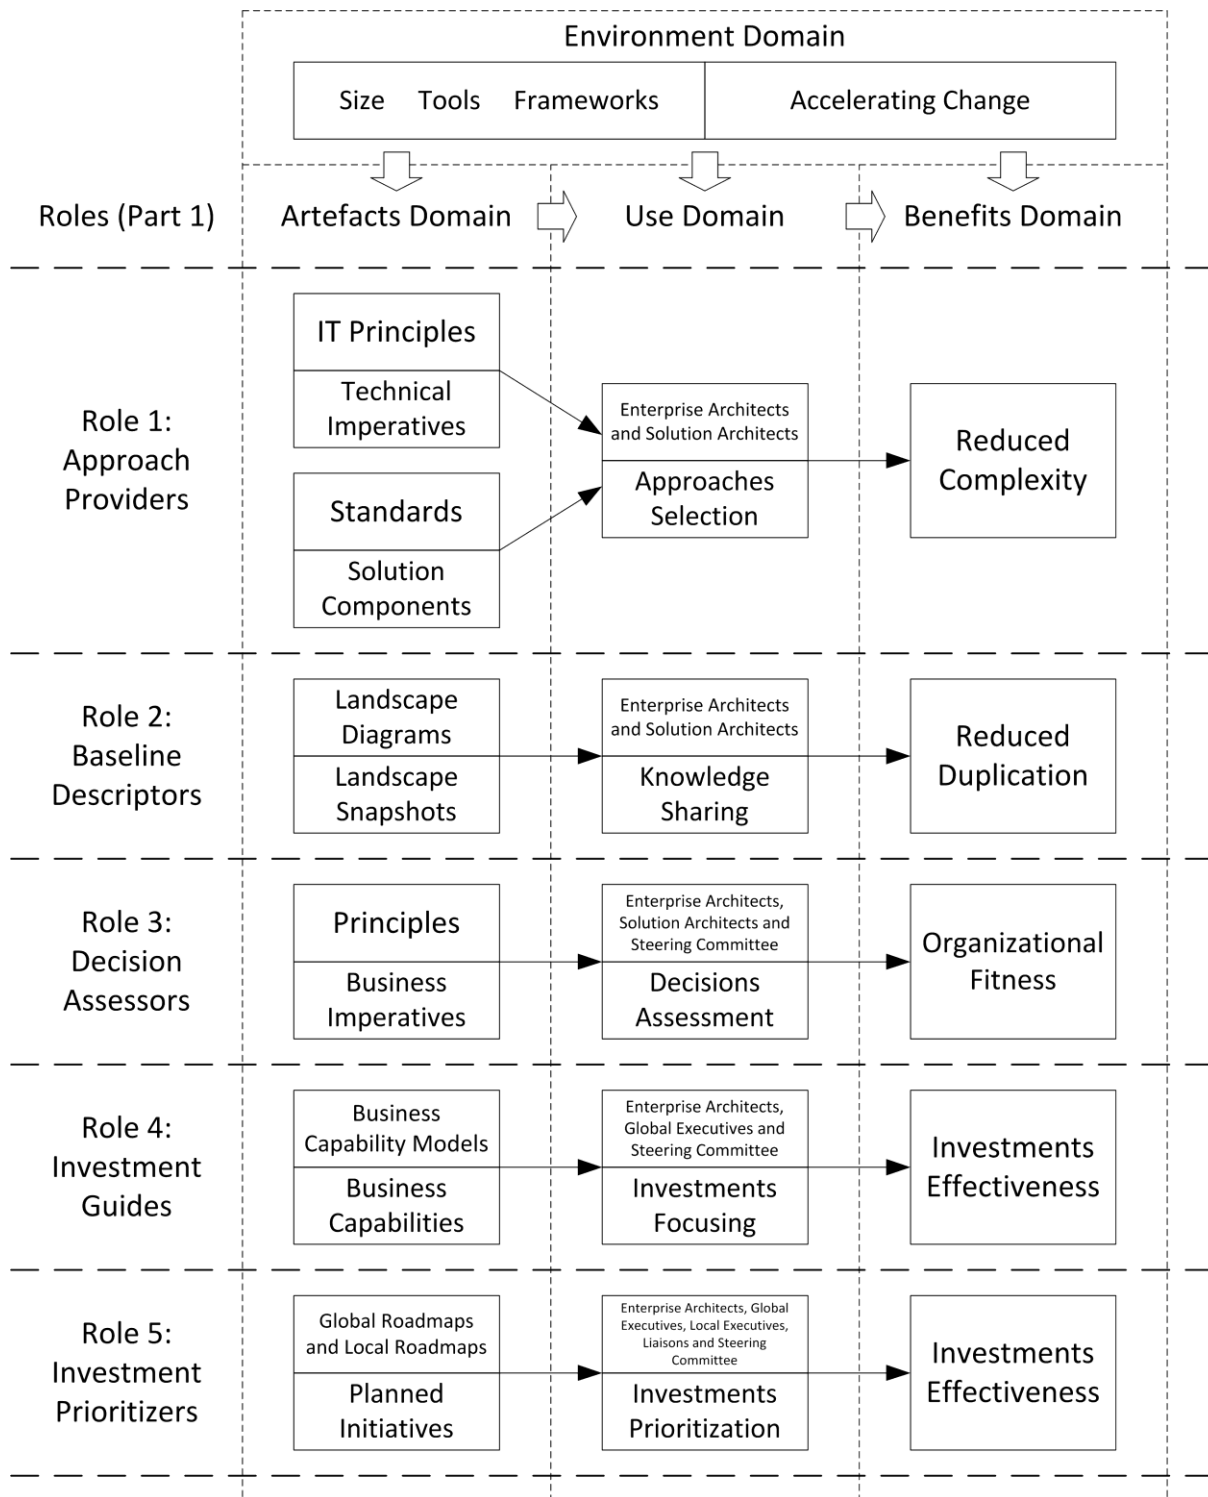 Environment Domain
Size Tools Frameworks
Accelerating Change
Roles (Part 1)
Artefacts Domain
Use Domain
Benefits Domain
Role 1:
Approach
Providers
IT Principles
Technical
Imperatives
Standards
Solution
Components
Enterprise Architects
and Solution Architects
Approaches
Selection
Reduced
Complexity
Role 2:
Baseline
Descriptors
Landscape
Diagrams
Landscape
Snapshots
Enterprise Architects
and Solution Architects
Knowledge
Sharing
Reduced
Duplication
Role 3:
Decision
Assessors
Principles
Business
Imperatives
Enterprise Architects,
Solution Architects and
Steering Committee
Decisions
Assessment
Organizational
Fitness
Role 4:
Investment
Guides
Business
Capability Models
Business
Capabilities
Enterprise Architects,
Global Executives and
Steering Committee
Investments
Focusing
Investments
Effectiveness
Role 5:
Investment
Prioritizers
Global Roadmaps
and Local Roadmaps
Planned
Initiatives
Enterprise Architects, Global
Executives, Local Executives,
Liaisons and Steering
Committee
Investments
Prioritization
Investments
Effectiveness